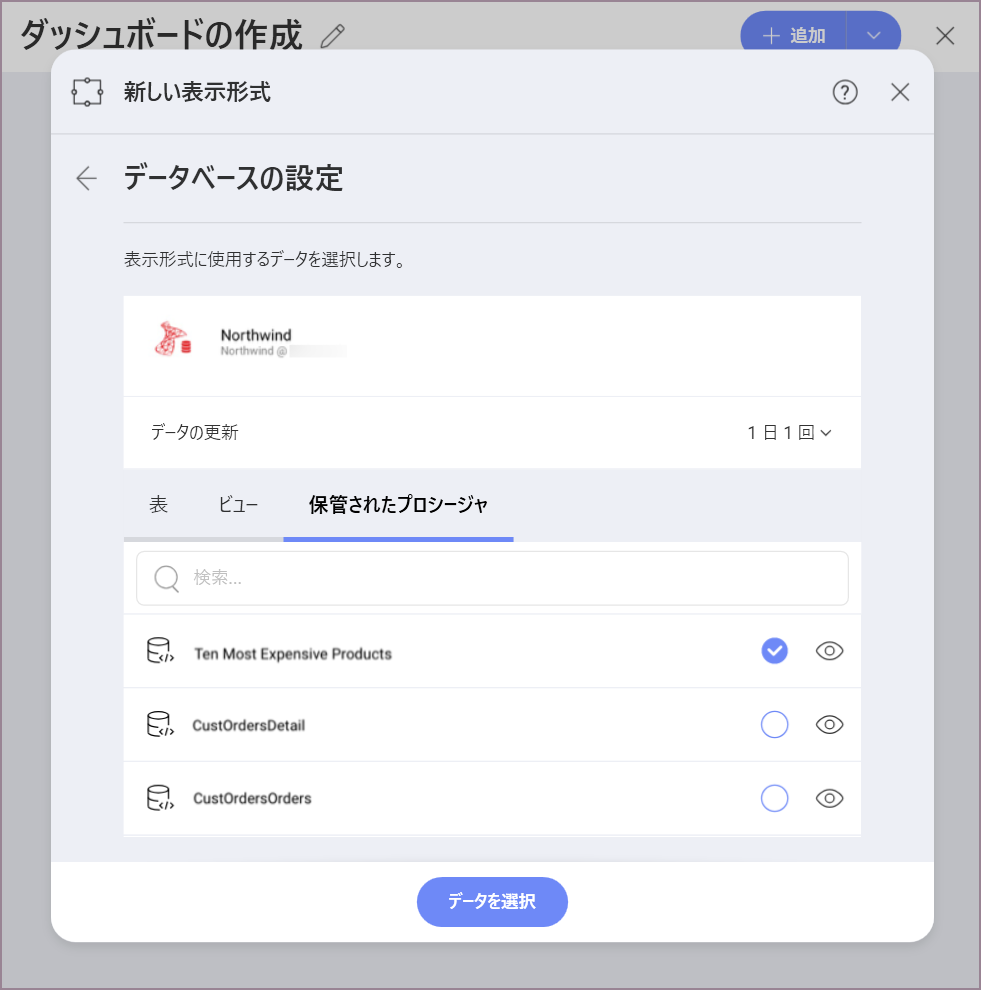 ダッシュボードの作成
追加
新しい表示形式
データベースの設定
表示形式に使用するデータを選択します。
Northwind
Northwind @
データの更新
1 日 1 回
表 ビュー 保管されたプロシージャ
検索...
Ten Most Expensive Products
CustOrdersDetail
CustOrdersOrders
データを選択